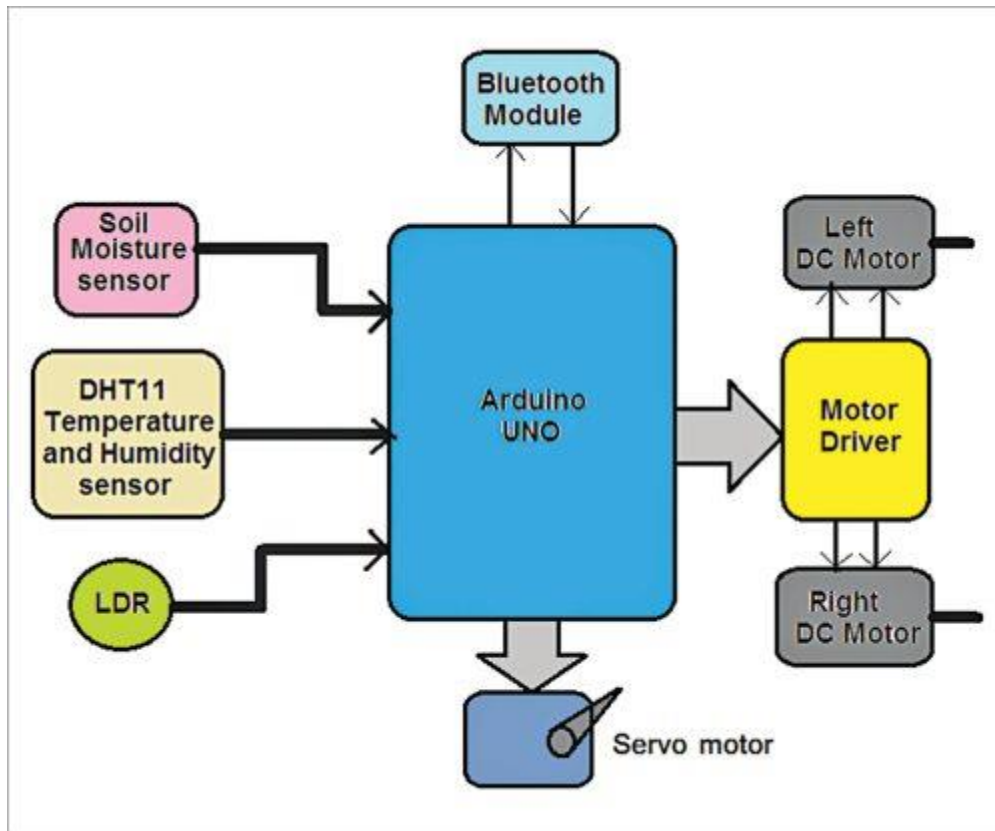 Bluetooth
Module
Soil
Moisture
sensor
Left
DC Motor
DHT11
Temperature
and Humidity
sensor
Arduino
UNO
Motor
Driver
LDR
Right
DC Motor
Servo motor